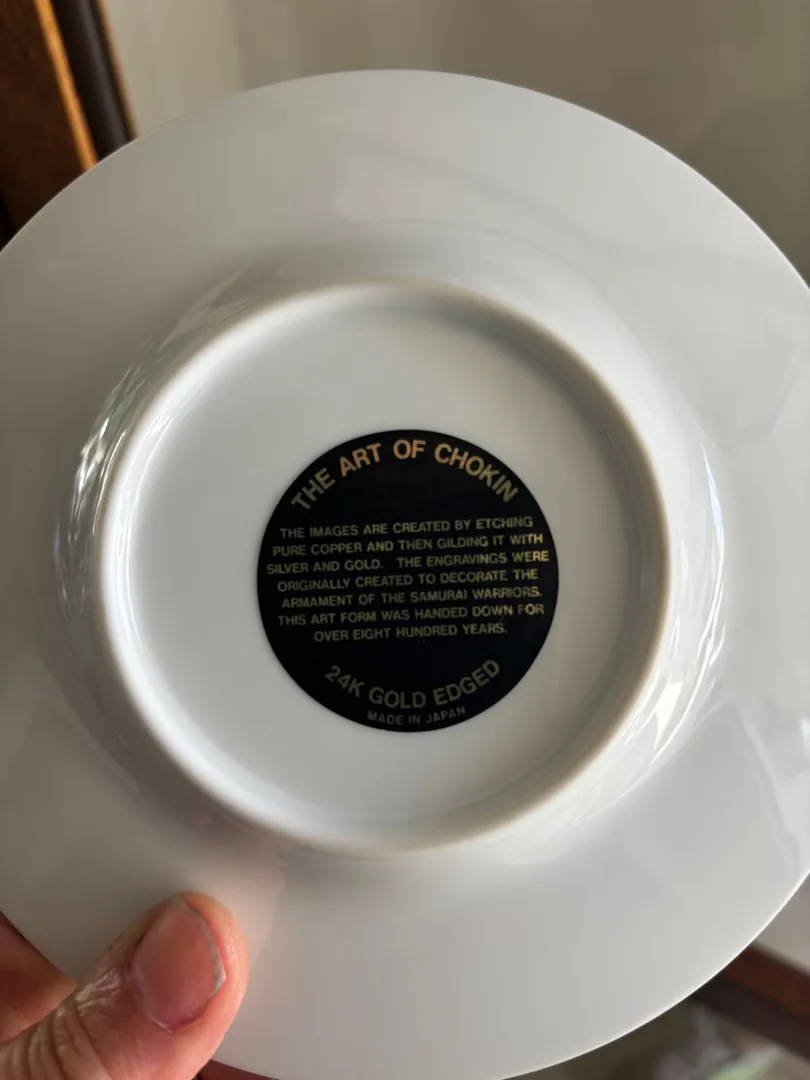 THE ART OF CHOKIN
THE IMAGES ARE CREATED BY ETCHING
PURE COPPER AND THEN GILDING IT WITH
SILVER AND GOLD. THE ENGRAVINGS WERE
ORIGINALLY CREATED TO DECORATE THE
ARMAMENT OF THE SAMURAI WARRIORS.
THIS ART FORM WAS HANDED DOWN FOR
OVER EIGHT HUNDRED YEARS.
24K GOLD EDGED
MADE IN JAPAN